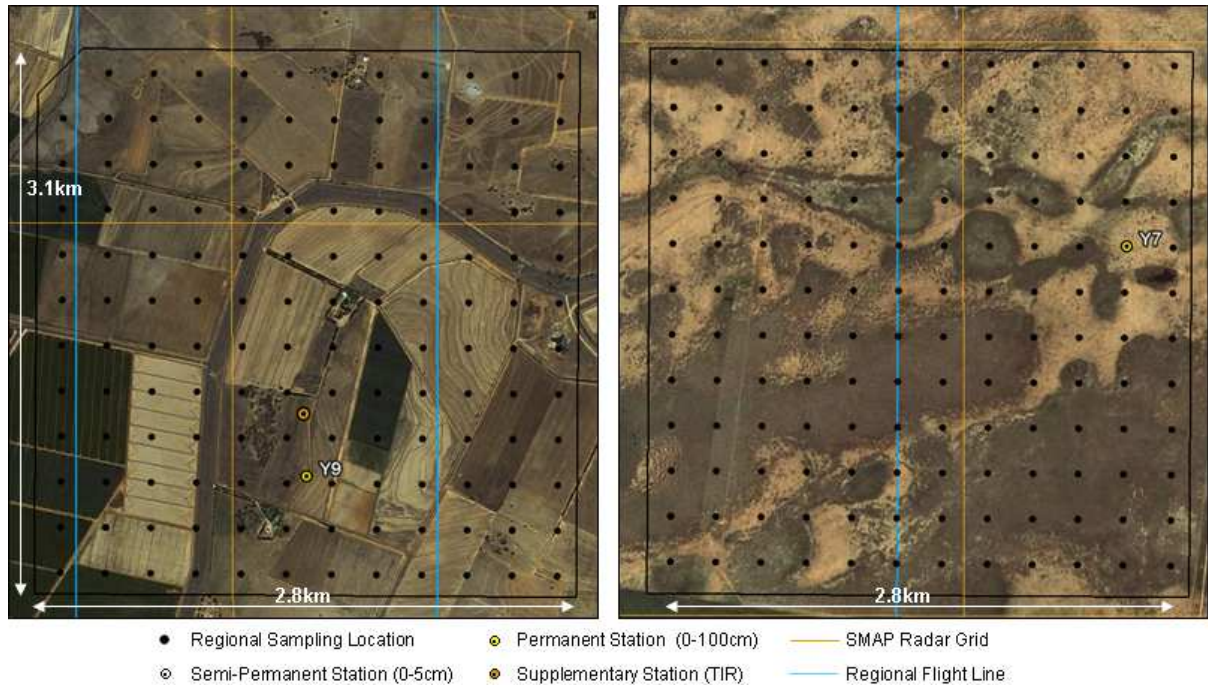 3.1km
Y9
2.8km
Y7
2.8km
Regional Sampling Location
Permanent Station (0-100cm)
SMAP Radar Grid
Semi-Permanent Station (0-5cm)
Supplementary Station (TIR)
Regional Flight Line